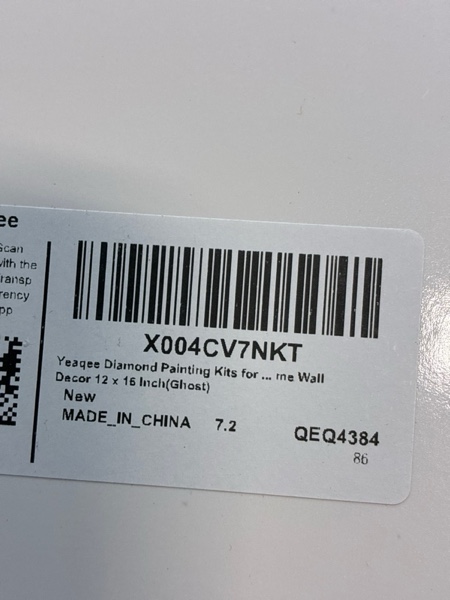 ee
Scan
with the
Transp
rency
pp
X004CV7NKT
Yeaqee Diamond Painting Kits for ... me Wall
Decor 12 x 16 Inch(Ghost)
New
MADE_IN_CHINA 7.2
QEQ4384
86